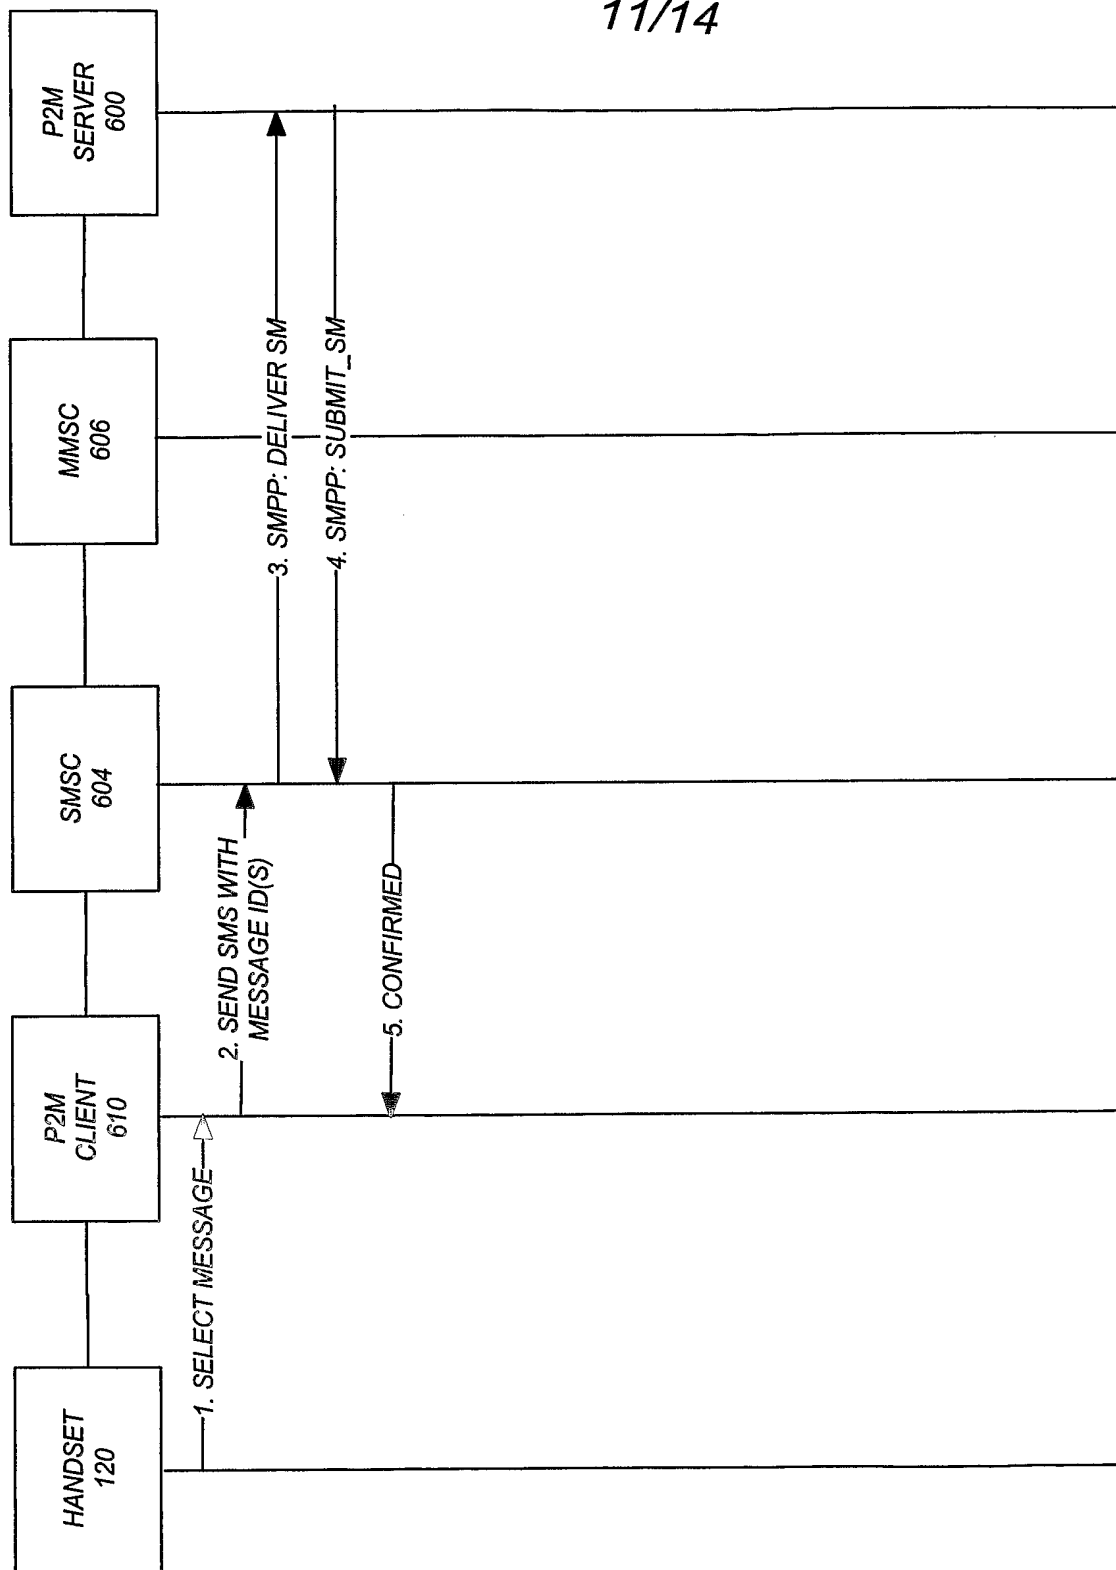 11/14
HANDSET
120
P2M
CLIENT
610
SMSC
604
MMSC
606
P2M
SERVER
600
1. SELECT MESSAGE
2. SEND SMS WITH
MESSAGE ID(S)
3. SMPP: DELIVER SM
4. SMPP: SUBMIT_SM
5. CONFIRMED